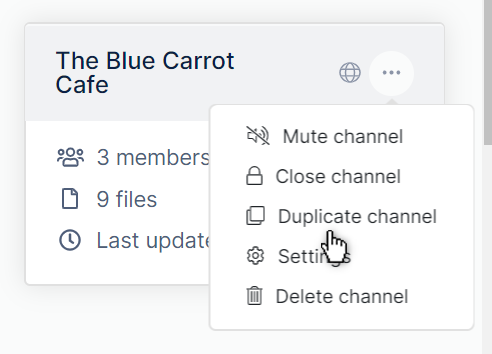 The Blue Carrot
Cafe
3 members
9 files
Last update
Mute channel
Close channel
Duplicate channel
Settings
Delete channel